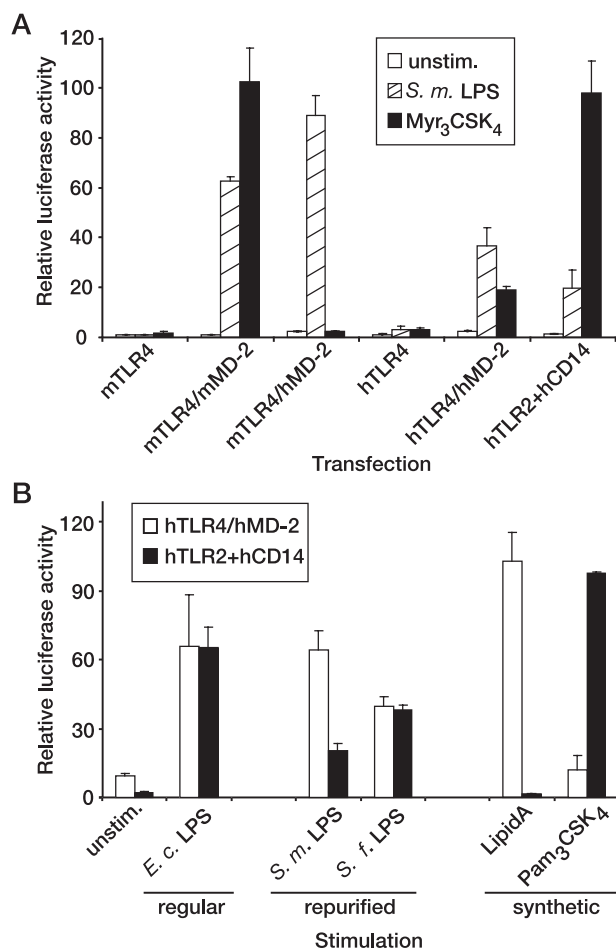 A
Relative luciferase activity
120
100
80
60
40
20
0
unstim.
S. m. LPS
Myr₃CSK₄
mTLR4
mTLR4/mMD-2
mTLR4/hMD-2
hTLR4
hTLR4/hMD-2
hTLR2+hCD14
Transfection
B
Relative luciferase activity
120
90
60
30
0
hTLR4/hMD-2
hTLR2+hCD14
unstim.
E. c. LPS
S. m. LPS
S. f. LPS
LipidA
Pam₃CSK₄
regular
repurified
synthetic
Stimulation